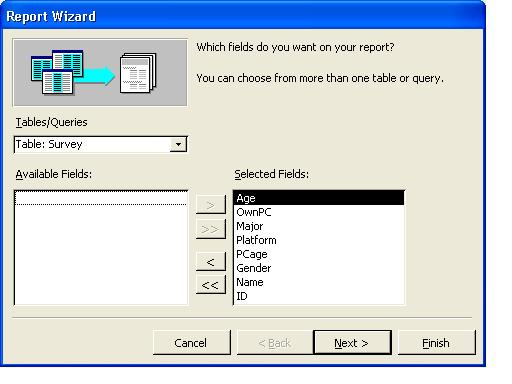 Report Wizard
Which fields do you want on your report?
You can choose from more than one table or query.
Tables/Queries
Table: Survey
Available Fields:
Selected Fields:
>
>>
<
<<
Age
OwnPC
Major
Platform
PCage
Gender
Name
ID
Cancel
< Back
Next >
Finish